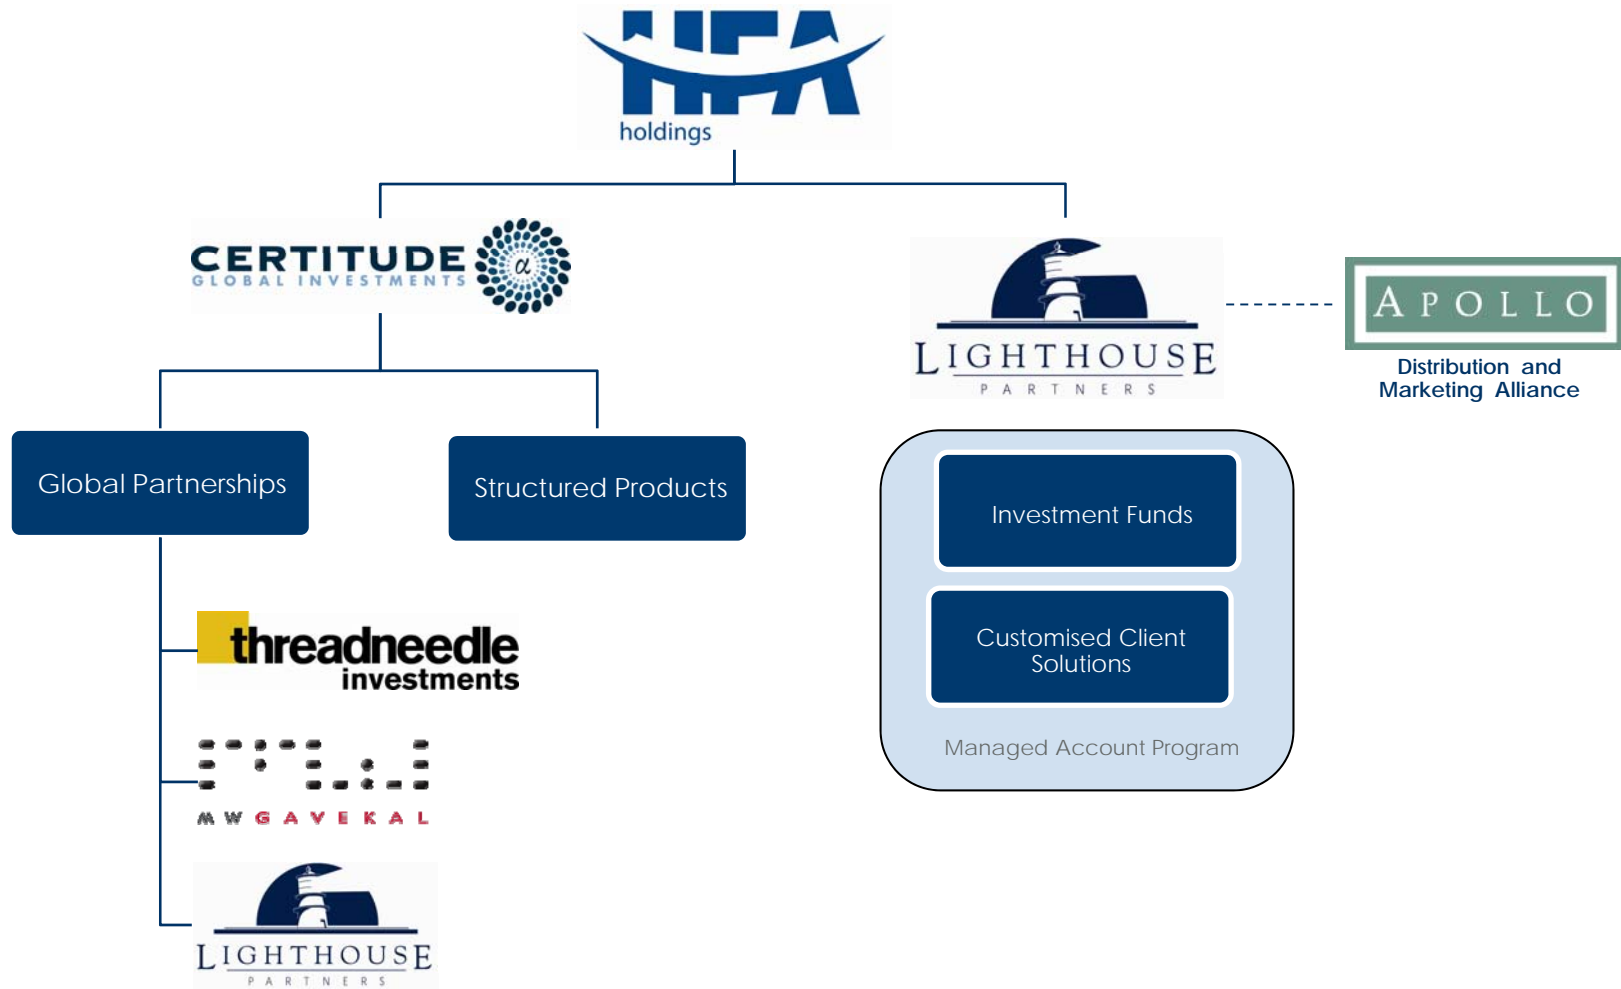 HFA
holdings
CERTITUDE
GLOBAL INVESTMENTS
α
LIGHTHOUSE
PARTNERS
APOLLO
Distribution and
Marketing Alliance
Global Partnerships
Structured Products
Investment Funds
Customised Client
Solutions
Managed Account Program
threadneedle
investments
MW GAVEKAL
LIGHTHOUSE
PARTNERS